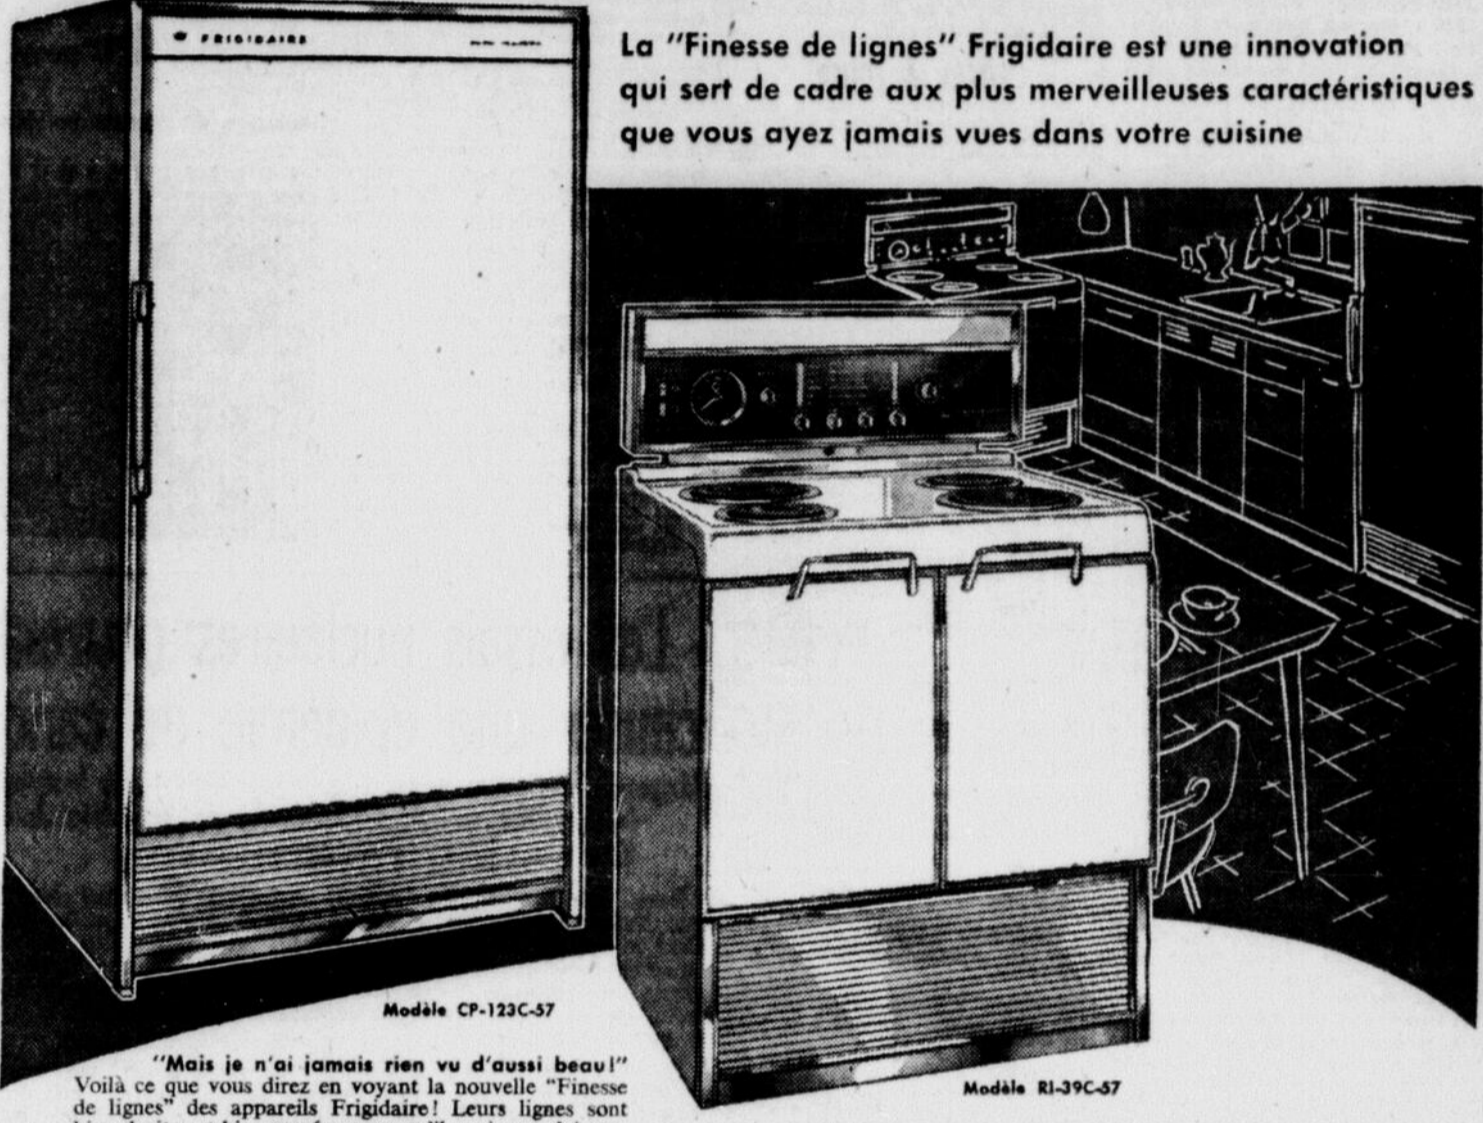 FRIGIDAIRE
La "Finesse de lignes" Frigidaire est une innovation
qui sert de cadre aux plus merveilleuses caractéristiques
que vous ayez jamais vues dans votre cuisine
Modèle CP-123C-57
"Mais je n'ai jamais rien vu d'aussi beau!"
Voilà ce que vous direz en voyant la nouvelle "Finesse
de lignes" des appareils Frigidaire! Leurs lignes sont
Modèle RI-39C-57